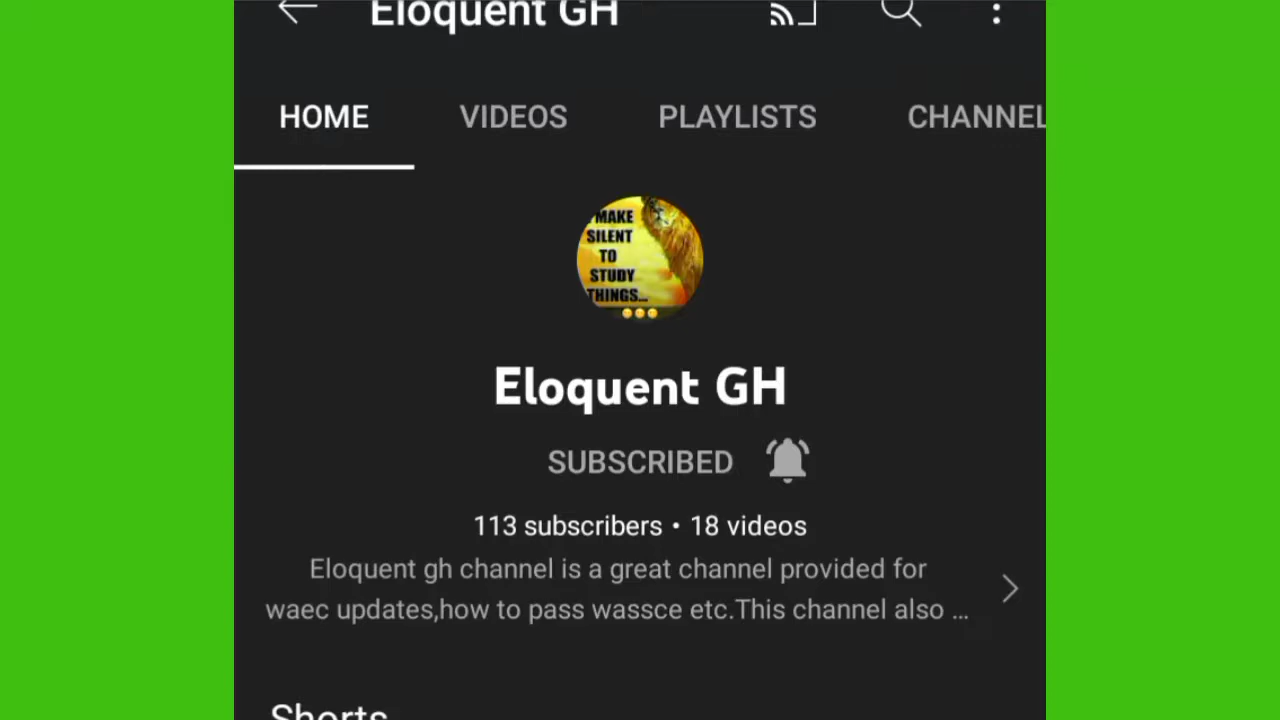 Eloquent GH
HOME VIDEOS PLAYLISTS CHANNEL
MAKE
SILENT
TO
STUDY
THINGS...
Eloquent GH
SUBSCRIBED
113 subscribers • 18 videos
Eloquent gh channel is a great channel provided for
waec updates,how to pass wassce etc.This channel also ...
Shorts